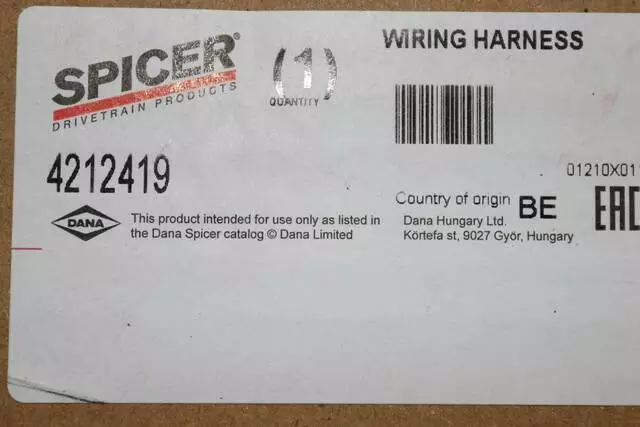 SPICER®
DRIVETRAIN PRODUCTS
(1)
QUANTITY
WIRING HARNESS
4212419
01210X01
Country of origin BE
EAC
DANA
This product intended for use only as listed in
the Dana Spicer catalog © Dana Limited
Dana Hungary Ltd.
Körtefa st, 9027 Győr, Hungary